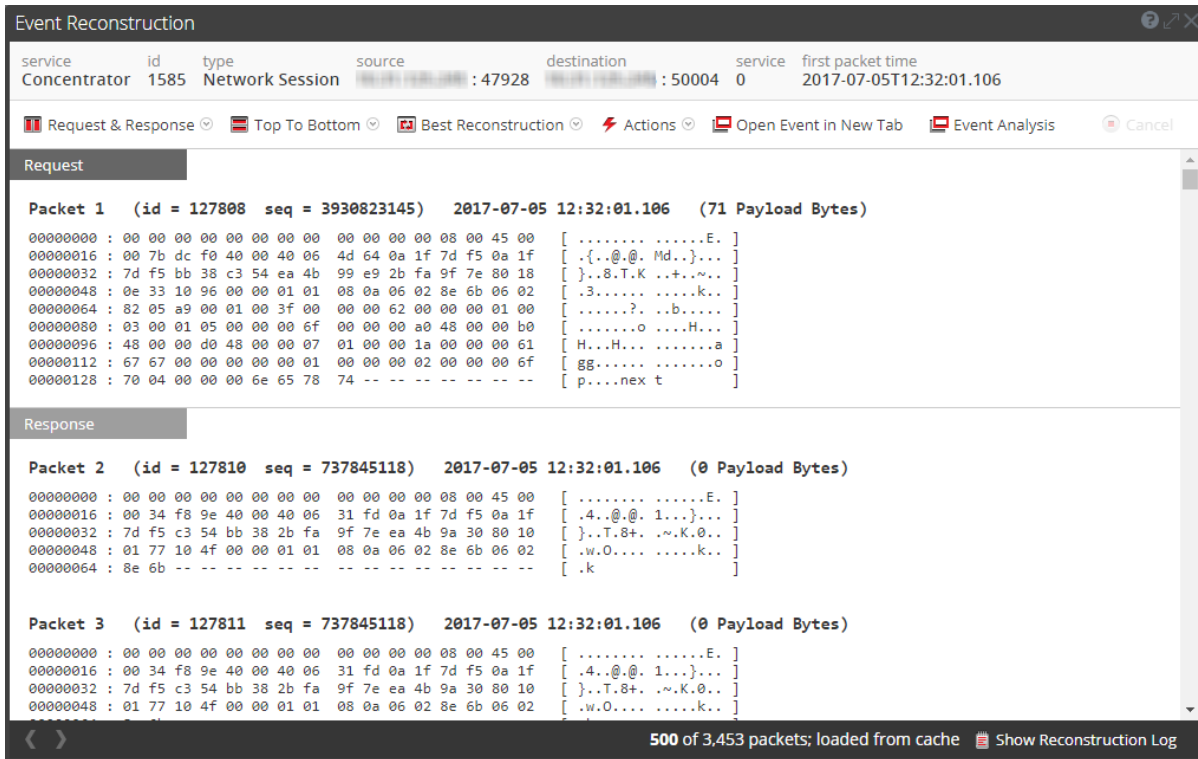 Event Reconstruction
service id type source destination service first packet time
Concentrator 1585 Network Session : 47928 : 50004 0 2017-07-05T12:32:01.106
Request & Response Top To Bottom Best Reconstruction Actions Open Event in New Tab Event Analysis Cancel
Request
Packet 1 (id = 127808 seq = 3930823145) 2017-07-05 12:32:01.106 (71 Payload Bytes)
00000000 : 00 00 00 00 00 00 00 00 00 00 00 00 08 00 45 00 [ ........ ......E. ]
00000016 : 00 7b dc f0 40 00 40 06 4d 64 0a 1f 7d f5 0a 1f [ .{..@.@. Md..}... ]
00000032 : 7d f5 bb 38 c3 54 ea 4b 99 e9 2b fa 9f 7e 80 18 [ }..8.T.K ..+..~.. ]
00000048 : 0e 33 10 96 00 00 01 01 08 0a 06 02 8e 6b 06 02 [ .3...... .....k.. ]
00000064 : 82 05 a9 00 01 00 3f 00 00 00 62 00 00 00 01 00 [ ......?. ..b..... ]
00000080 : 03 00 01 05 00 00 00 6f 00 00 00 a0 48 00 00 b0 [ .......o ....H... ]
00000096 : 48 00 00 d0 48 00 00 07 01 00 00 1a 00 00 00 61 [ H...H... .......a ]
00000112 : 67 67 00 00 00 00 00 01 00 00 00 02 00 00 00 6f [ gg...... .......o ]
00000128 : 70 04 00 00 00 6e 65 78 74 -- -- -- -- -- -- -- [ p....nex t ]
Response
Packet 2 (id = 127810 seq = 737845118) 2017-07-05 12:32:01.106 (0 Payload Bytes)
00000000 : 00 00 00 00 00 00 00 00 00 00 00 00 08 00 45 00 [ ........ ......E. ]
00000016 : 00 34 f8 9e 40 00 40 06 31 fd 0a 1f 7d f5 0a 1f [ .4..@.@. 1...}... ]
00000032 : 7d f5 c3 54 bb 38 2b fa 9f 7e ea 4b 9a 30 80 10 [ }..T.8+. .~.K.0.. ]
00000048 : 01 77 10 4f 00 00 01 01 08 0a 06 02 8e 6b 06 02 [ .w.O.... .....k.. ]
00000064 : 8e 6b -- -- -- -- -- -- -- -- -- -- -- -- -- -- [ .k ]
Packet 3 (id = 127811 seq = 737845118) 2017-07-05 12:32:01.106 (0 Payload Bytes)
00000000 : 00 00 00 00 00 00 00 00 00 00 00 00 08 00 45 00 [ ........ ......E. ]
00000016 : 00 34 f8 9e 40 00 40 06 31 fd 0a 1f 7d f5 0a 1f [ .4..@.@. 1...}... ]
00000032 : 7d f5 c3 54 bb 38 2b fa 9f 7e ea 4b 9a 30 80 10 [ }..T.8+. .~.K.0.. ]
00000048 : 01 77 10 4f 00 00 01 01 08 0a 06 02 8e 6b 06 02 [ .w.O.... .....k.. ]
500 of 3,453 packets; loaded from cache Show Reconstruction Log